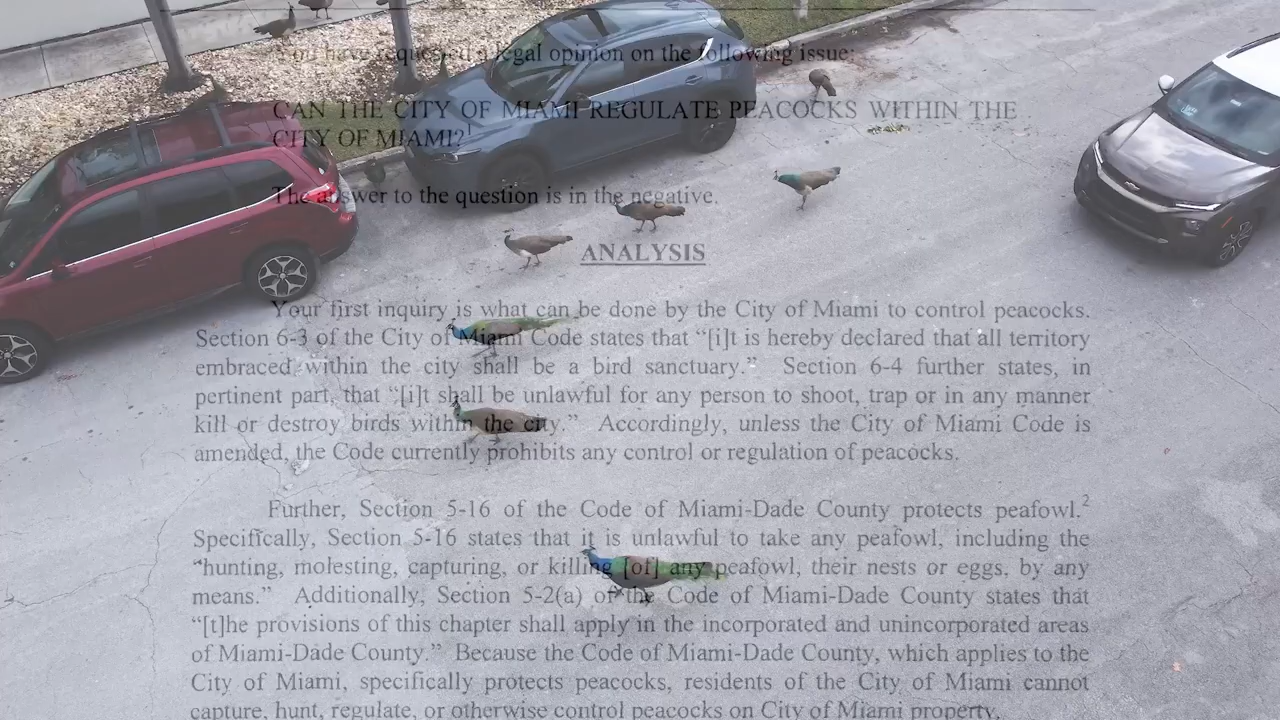 You have requested a legal opinion on the following issue:
CAN THE CITY OF MIAMI REGULATE PEACOCKS WITHIN THE
CITY OF MIAMI?1
The answer to the question is in the negative.
ANALYSIS
Your first inquiry is what can be done by the City of Miami to control peacocks.
Section 6-3 of the City of Miami Code states that “[i]t is hereby declared that all territory
embraced within the city shall be a bird sanctuary.” Section 6-4 further states, in
pertinent part, that “[i]t shall be unlawful for any person to shoot, trap or in any manner
kill or destroy birds within the city.” Accordingly, unless the City of Miami Code is
amended, the Code currently prohibits any control or regulation of peacocks.
Further, Section 5-16 of the Code of Miami-Dade County protects peafowl.2
Specifically, Section 5-16 states that it is unlawful to take any peafowl, including the
“hunting, molesting, capturing, or killing [of] any peafowl, their nests or eggs, by any
means.” Additionally, Section 5-2(a) of the Code of Miami-Dade County states that
“[t]he provisions of this chapter shall apply in the incorporated and unincorporated areas
of Miami-Dade County.” Because the Code of Miami-Dade County, which applies to the
City of Miami, specifically protects peacocks, residents of the City of Miami cannot
capture, hunt, regulate, or otherwise control peacocks on City of Miami property.